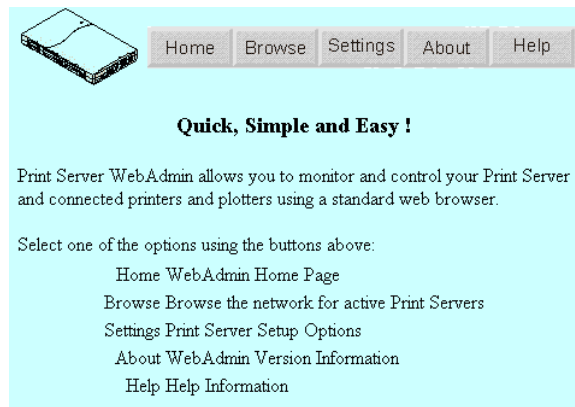 Home Browse Settings About Help
Quick, Simple and Easy !
Print Server WebAdmin allows you to monitor and control your Print Server
and connected printers and plotters using a standard web browser.
Select one of the options using the buttons above:
Home WebAdmin Home Page
Browse Browse the network for active Print Servers
Settings Print Server Setup Options
About WebAdmin Version Information
Help Help Information